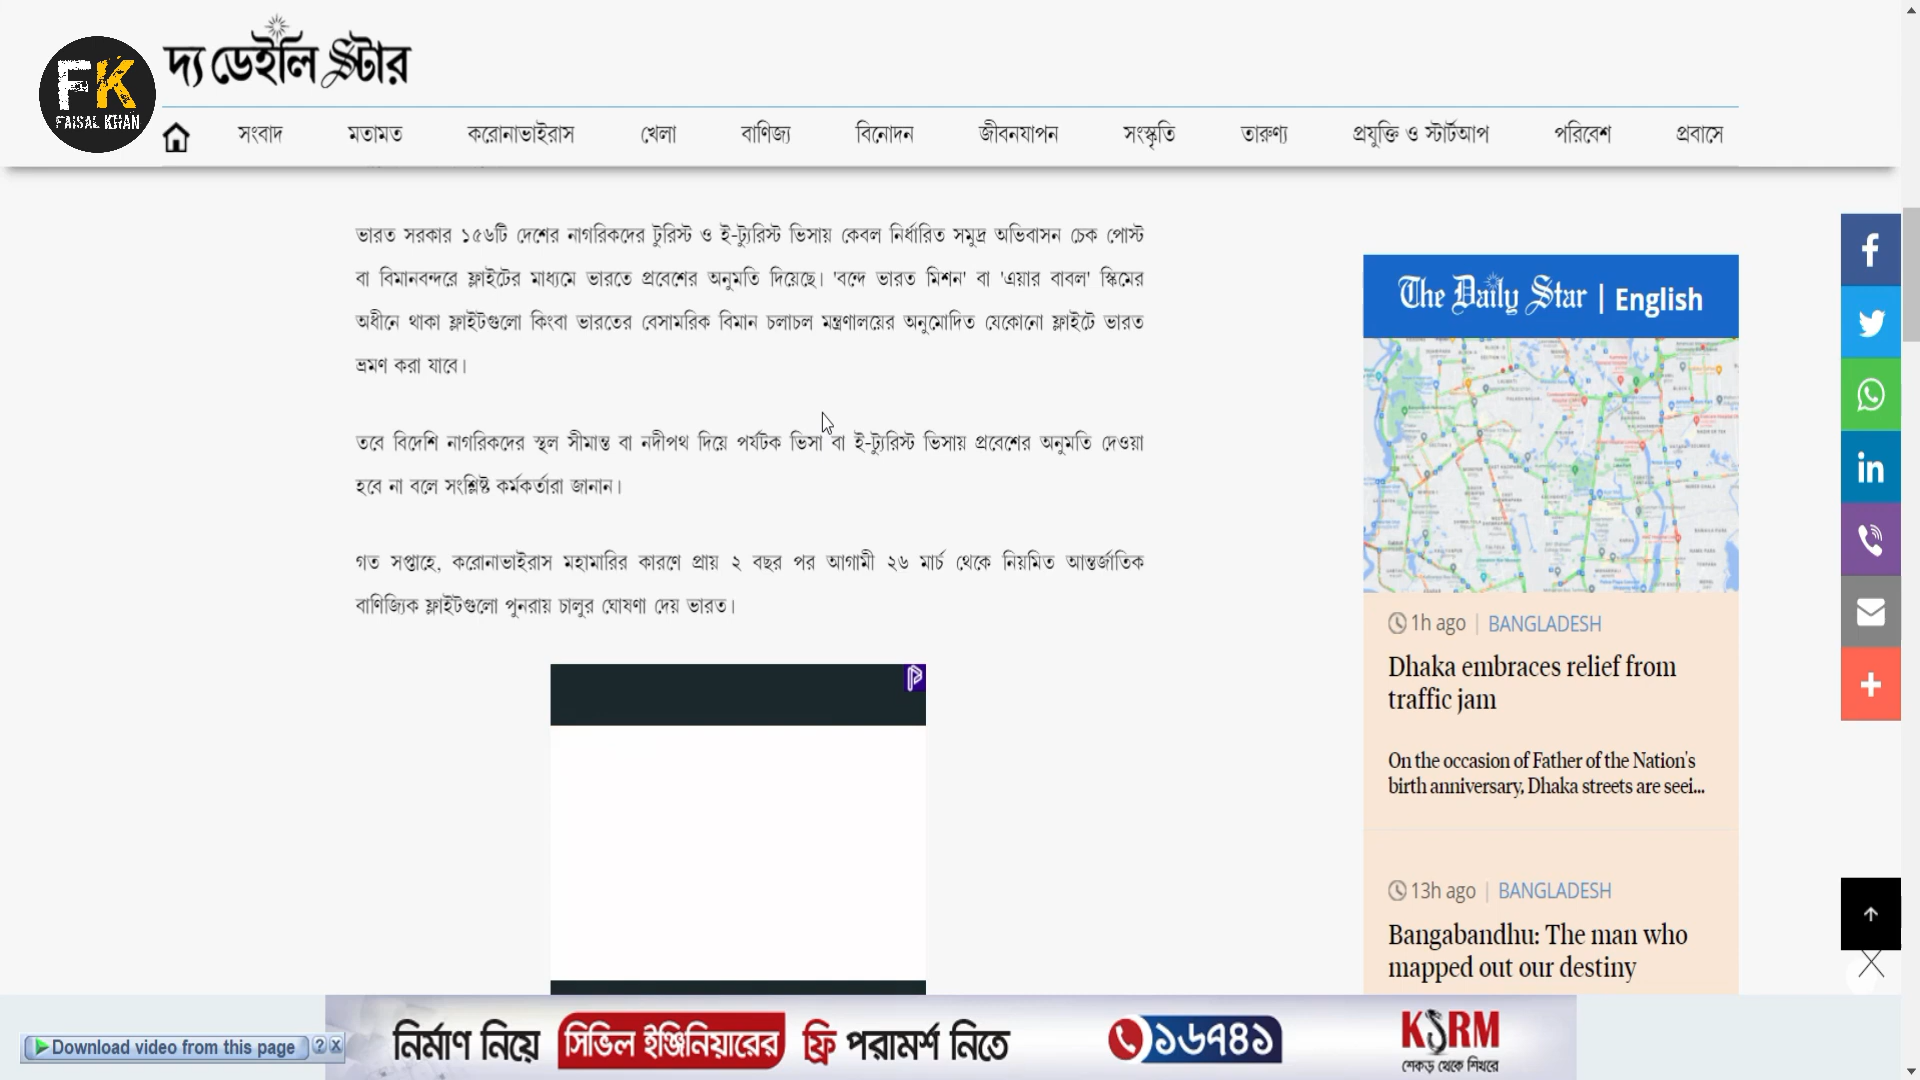 দ্য ডেইলি স্টার
FK
FAISAL KHAN
সংবাদ মতামত করোনাভাইরাস খেলা বাণিজ্য বিনোদন জীবনযাপন সংস্কৃতি তারুণ্য প্রযুক্তি ও স্টার্টআপ পরিবেশ প্রবাসে
ভারত সরকার ১৫৬টি দেশের নাগরিকদের টুরিস্ট ও ই-ট্যুরিস্ট ভিসায় কেবল নির্ধারিত সমুদ্র অভিবাসন চেক পোস্ট
বা বিমানবন্দরে ফ্লাইটের মাধ্যমে ভারতে প্রবেশের অনুমতি দিয়েছে। 'বন্দে ভারত মিশন' বা 'এয়ার বাবল' স্কিমের
অধীনে থাকা ফ্লাইটগুলো কিংবা ভারতের বেসামরিক বিমান চলাচল মন্ত্রণালয়ের অনুমোদিত যেকোনো ফ্লাইটে ভারত
ভ্রমণ করা যাবে।
তবে বিদেশি নাগরিকদের স্থল সীমান্ত বা নদীপথ দিয়ে পর্যটক ভিসা বা ই-ট্যুরিস্ট ভিসায় প্রবেশের অনুমতি দেওয়া
হবে না বলে সংশ্লিষ্ট কর্মকর্তারা জানান।
গত সপ্তাহে, করোনাভাইরাস মহামারির কারণে প্রায় ২ বছর পর আগামী ২৬ মার্চ থেকে নিয়মিত আন্তর্জাতিক
বাণিজ্যিক ফ্লাইটগুলো পুনরায় চালুর ঘোষণা দেয় ভারত।
The Daily Star | English
1h ago | BANGLADESH
Dhaka embraces relief from
traffic jam
On the occasion of Father of the Nation's
birth anniversary, Dhaka streets are seei...
13h ago | BANGLADESH
Bangabandhu: The man who
mapped out our destiny
Download video from this page ? x
নির্মাণ নিয়ে সিভিল ইঞ্জিনিয়ারের ফ্রি পরামর্শ নিতে ১৬৭৪১ KSRM
শেকড় থেকে শিখরে